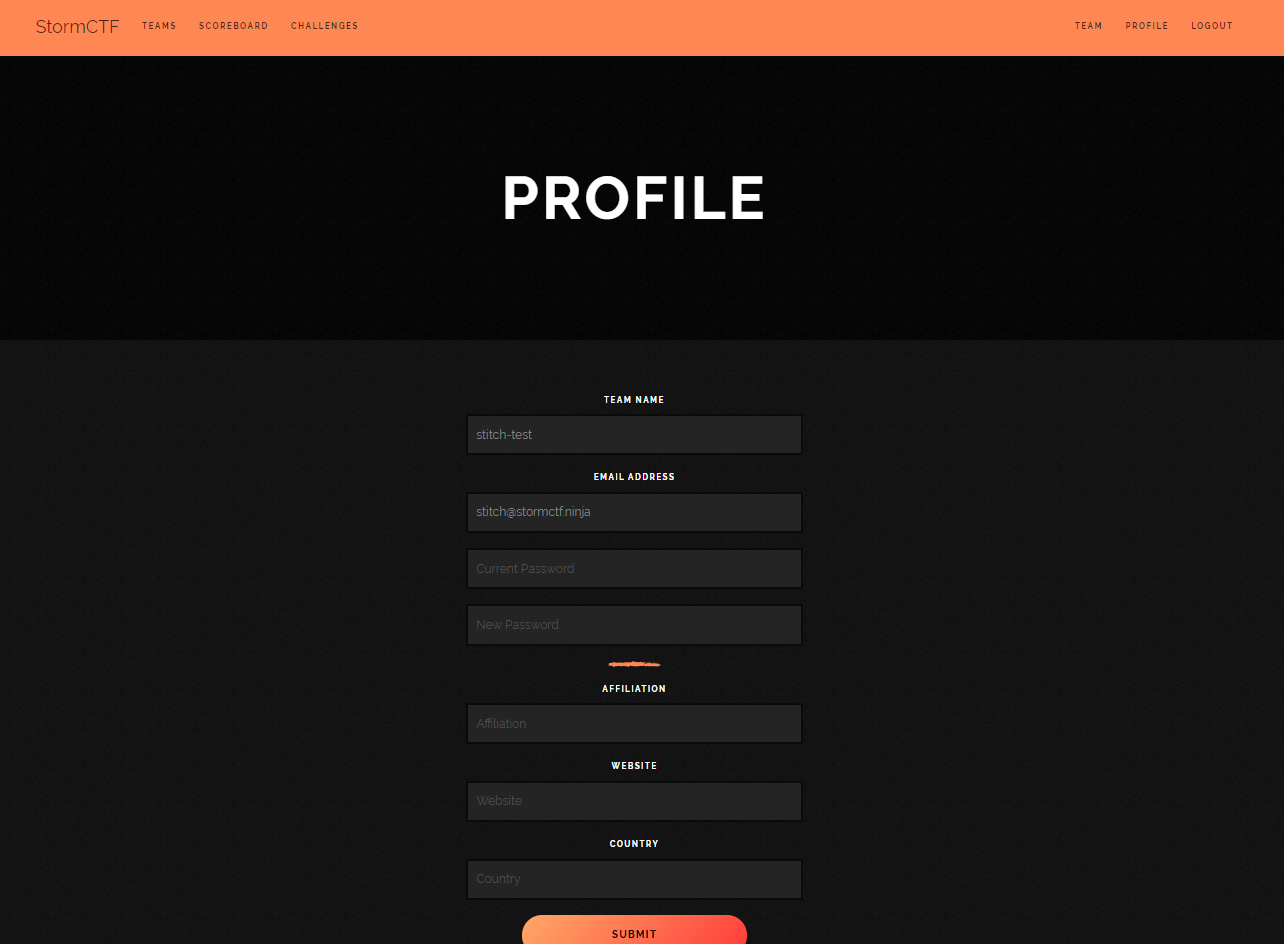 StormCTF TEAMS SCOREBOARD CHALLENGES TEAM PROFILE LOGOUT
PROFILE
TEAM NAME
stitch-test
EMAIL ADDRESS
stitch@stormctf.ninja
Current Password
New Password
AFFILIATION
Affiliation
WEBSITE
Website
COUNTRY
Country
SUBMIT